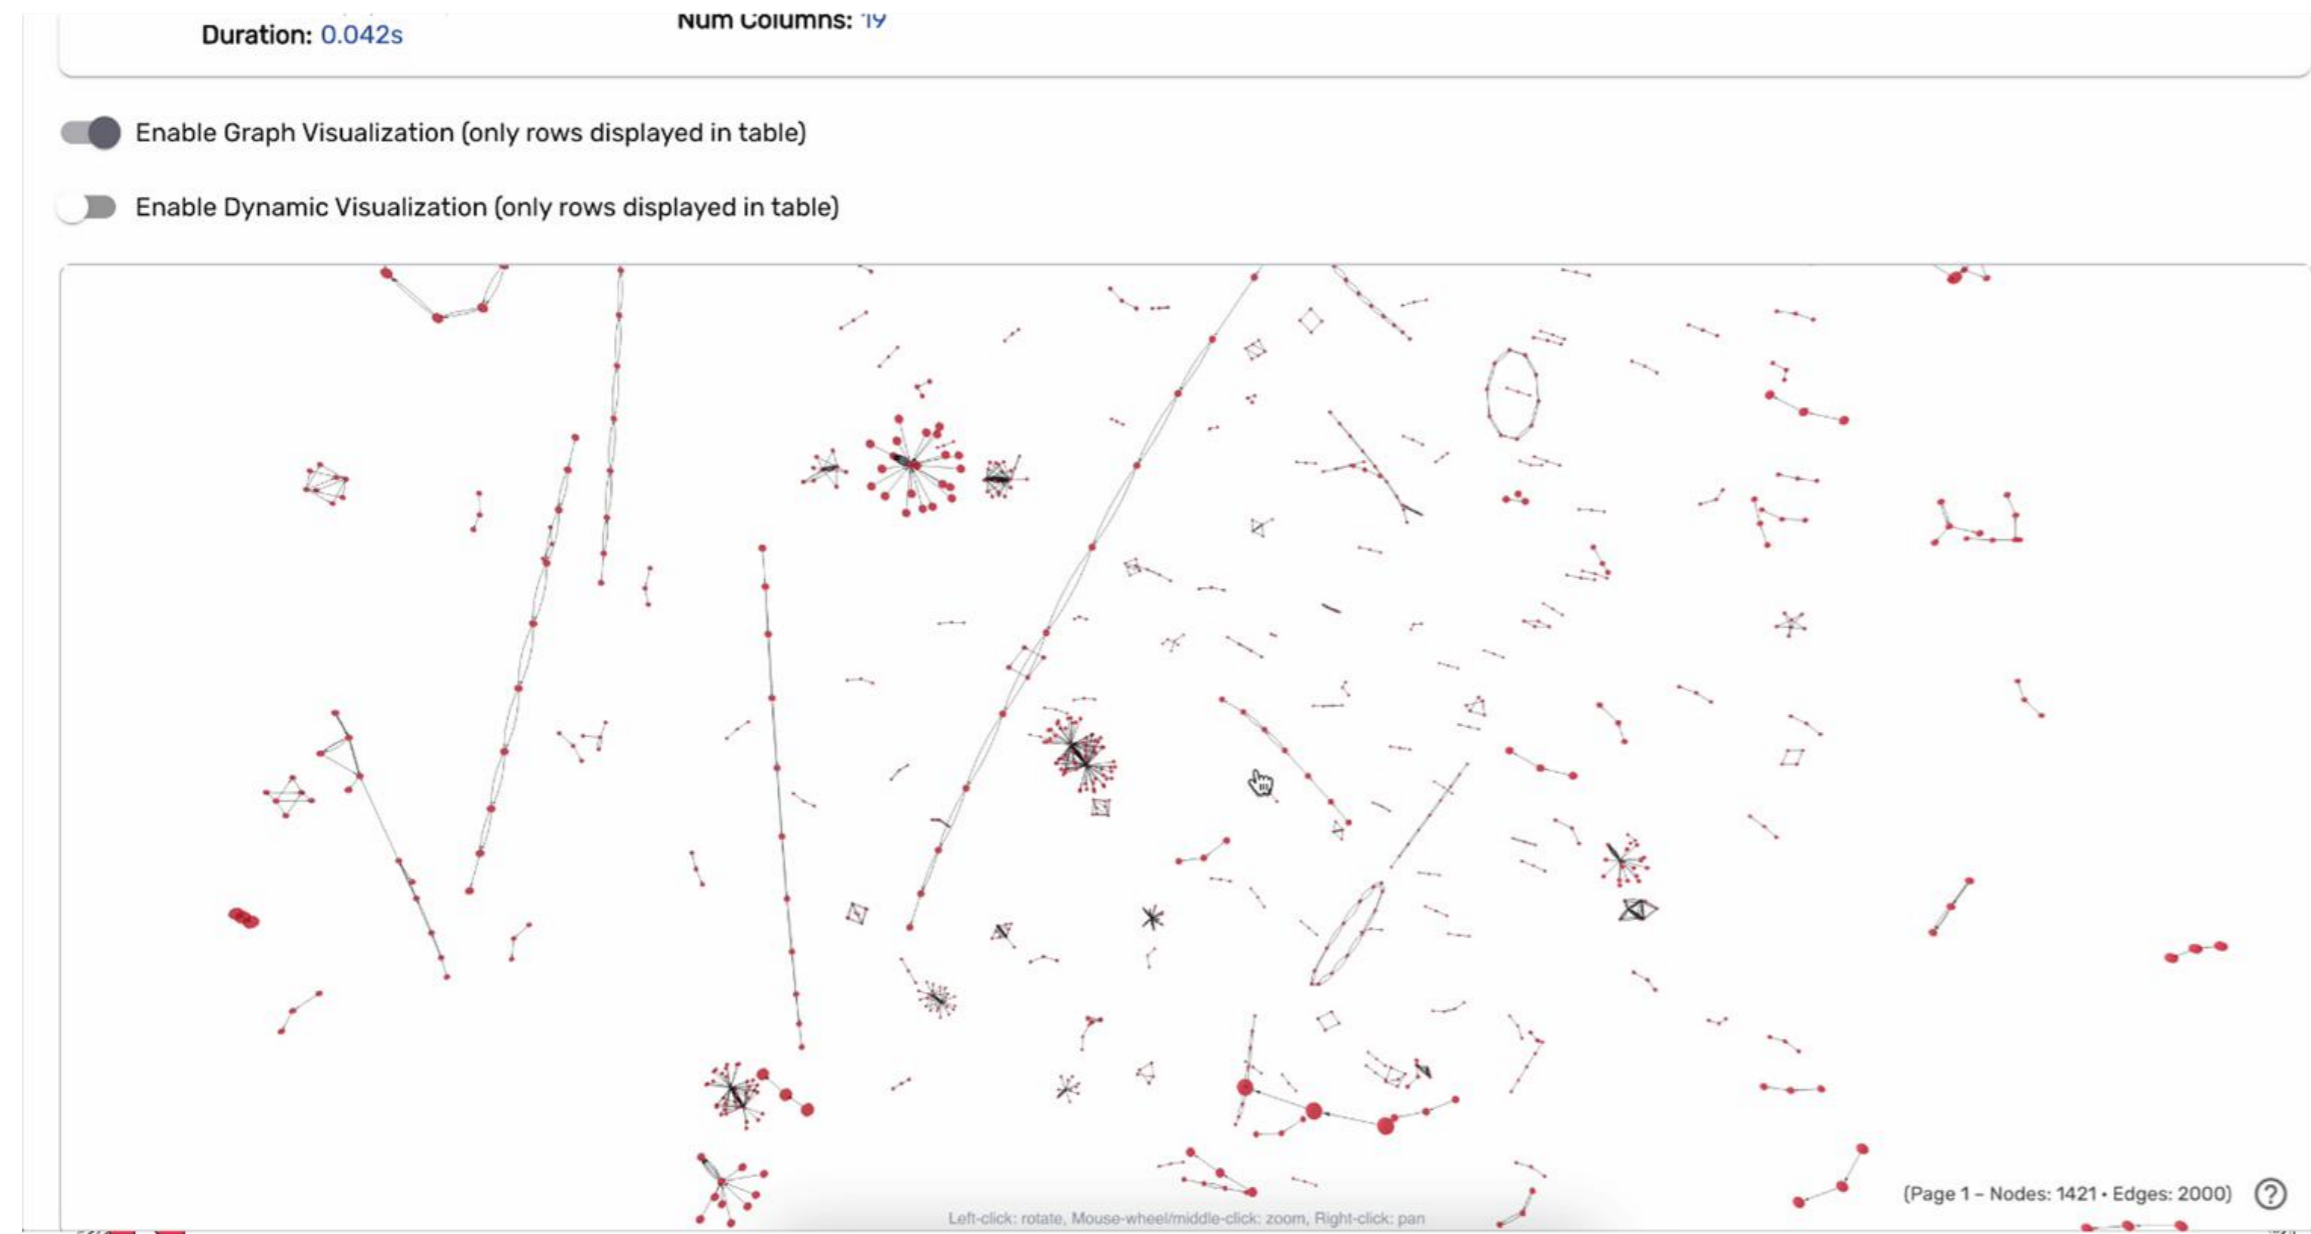 Num Columns: 19
Duration: 0.042s
Enable Graph Visualization (only rows displayed in table)
Enable Dynamic Visualization (only rows displayed in table)
(Page 1 – Nodes: 1421 • Edges: 2000)
Left-click: rotate, Mouse-wheel/middle-click: zoom, Right-click: pan